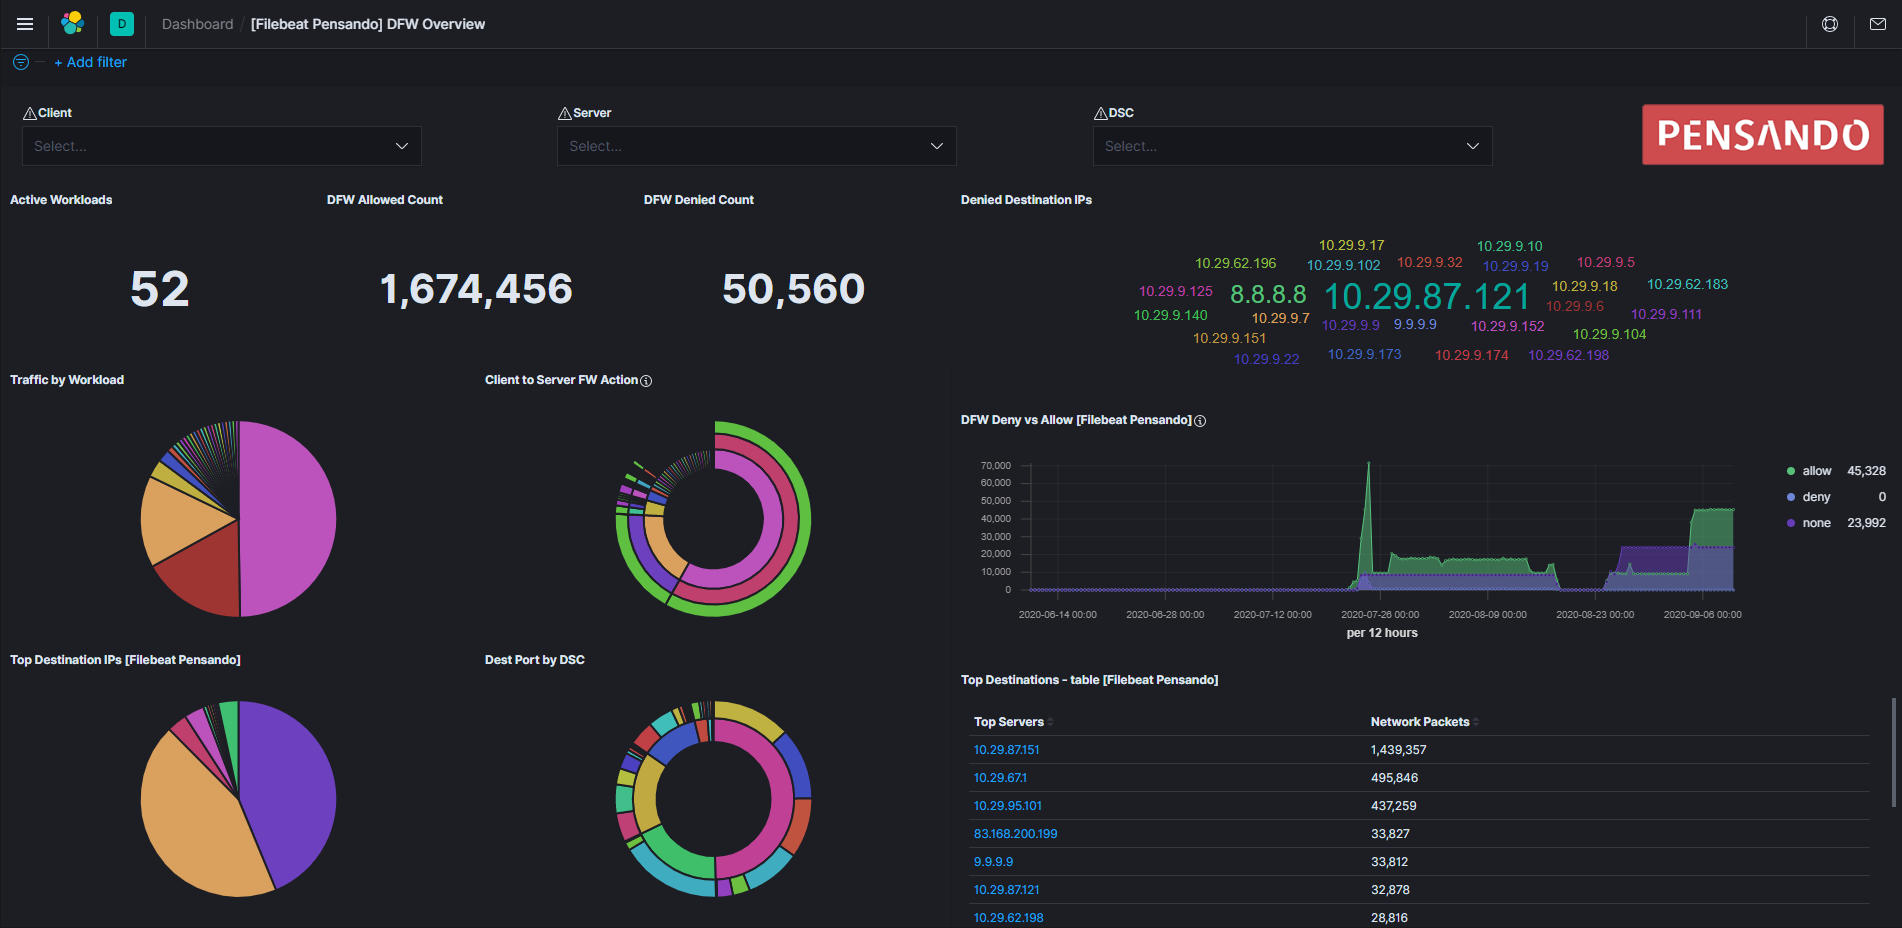 D
Dashboard / [Filebeat Pensando] DFW Overview
+ Add filter
Client
Select...
Server
Select...
DSC
Select...
PENSANDO
Active Workloads
52
DFW Allowed Count
1,674,456
DFW Denied Count
50,560
Denied Destination IPs
10.29.9.17
10.29.9.10
10.29.62.196
10.29.9.102
10.29.9.32
10.29.9.19
10.29.9.5
10.29.9.125
8.8.8.8
10.29.87.121
10.29.9.18
10.29.62.183
10.29.9.6
10.29.9.140
10.29.9.7
10.29.9.9
9.9.9.9
10.29.9.152
10.29.9.111
10.29.9.151
10.29.9.104
10.29.9.22
10.29.9.173
10.29.9.174
10.29.62.198
Traffic by Workload
Client to Server FW Action
DFW Deny vs Allow [Filebeat Pensando]
70,000
60,000
50,000
40,000
30,000
20,000
10,000
0
2020-06-14 00:00
2020-06-28 00:00
2020-07-12 00:00
2020-07-26 00:00
2020-08-09 00:00
2020-08-23 00:00
2020-09-06 00:00
per 12 hours
allow 45,328
deny 0
none 23,992
Top Destination IPs [Filebeat Pensando]
Dest Port by DSC
Top Destinations - table [Filebeat Pensando]
Top Servers Network Packets
10.29.87.151 1,439,357
10.29.67.1 495,846
10.29.95.101 437,259
83.168.200.199 33,827
9.9.9.9 33,812
10.29.87.121 32,878
10.29.62.198 28,816